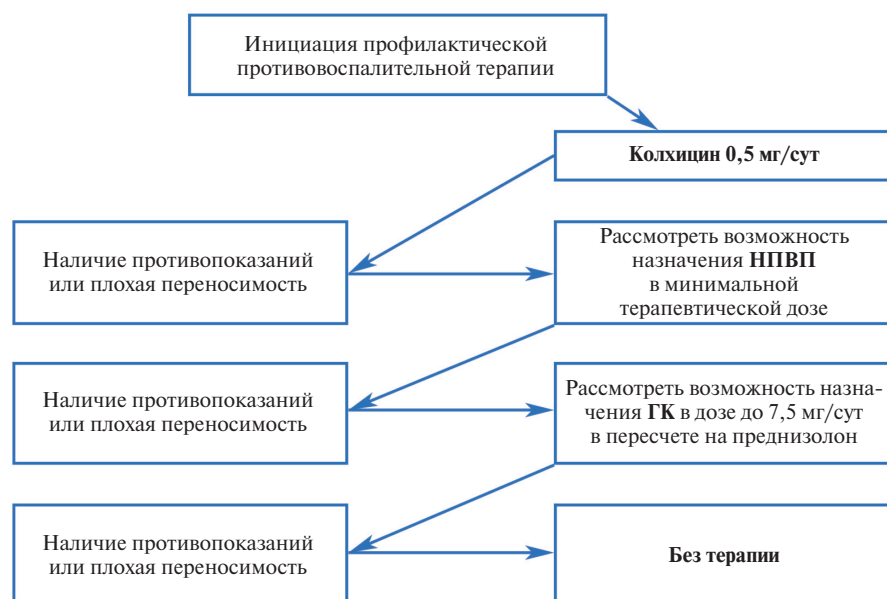 Инициация профилактической
противовоспалительной терапии
Колхицин 0,5 мг/сут
Наличие противопоказаний
или плохая переносимость
Рассмотреть возможность
назначения НПВП
в минимальной
терапевтической дозе
Наличие противопоказаний
или плохая переносимость
Рассмотреть возможность назна-
чения ГК в дозе до 7,5 мг/сут
в пересчете на преднизолон
Наличие противопоказаний
или плохая переносимость
Без терапии